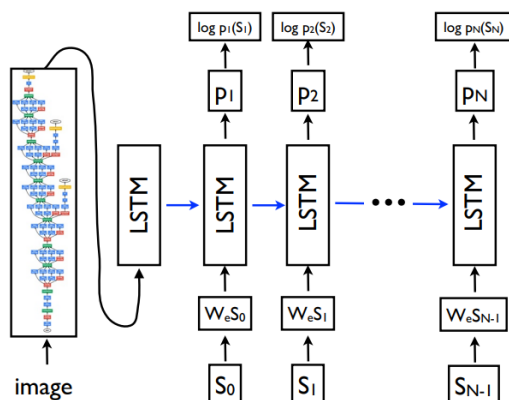 log p₁(S₁) log p₂(S₂) log pN(SN)
p₁ p₂ pN
LSTM LSTM LSTM ••• LSTM
WeS₀ WeS₁ WeSN-1
image S₀ S₁ SN-1